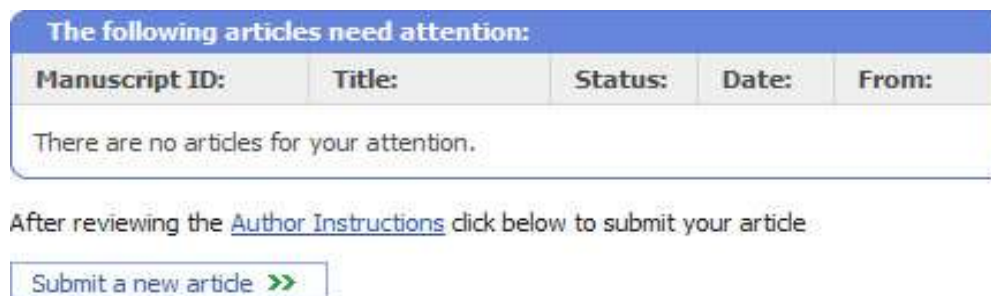 The following articles need attention:
Manuscript ID: Title: Status: Date: From:
There are no articles for your attention.
After reviewing the Author Instructions click below to submit your article
Submit a new article >>